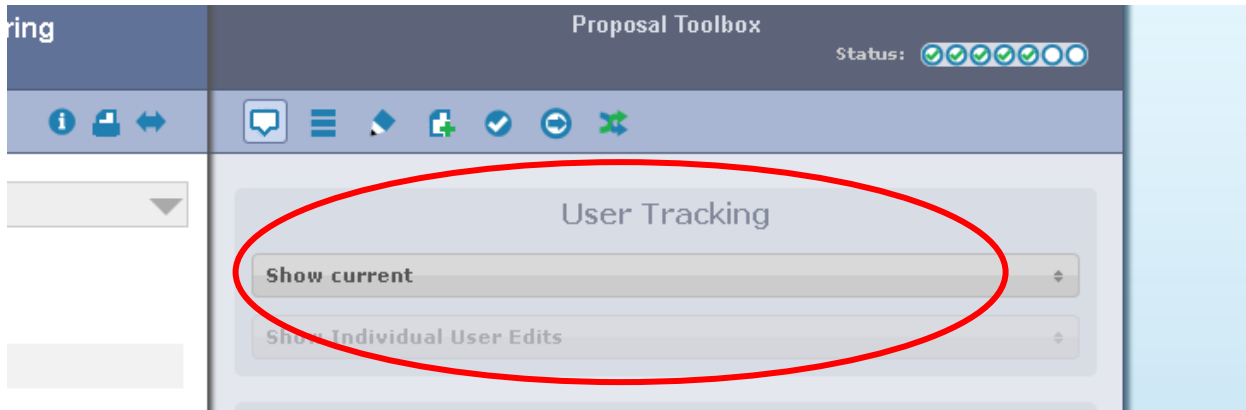 ring
Proposal Toolbox
Status:
User Tracking
Show current
Show Individual User Edits